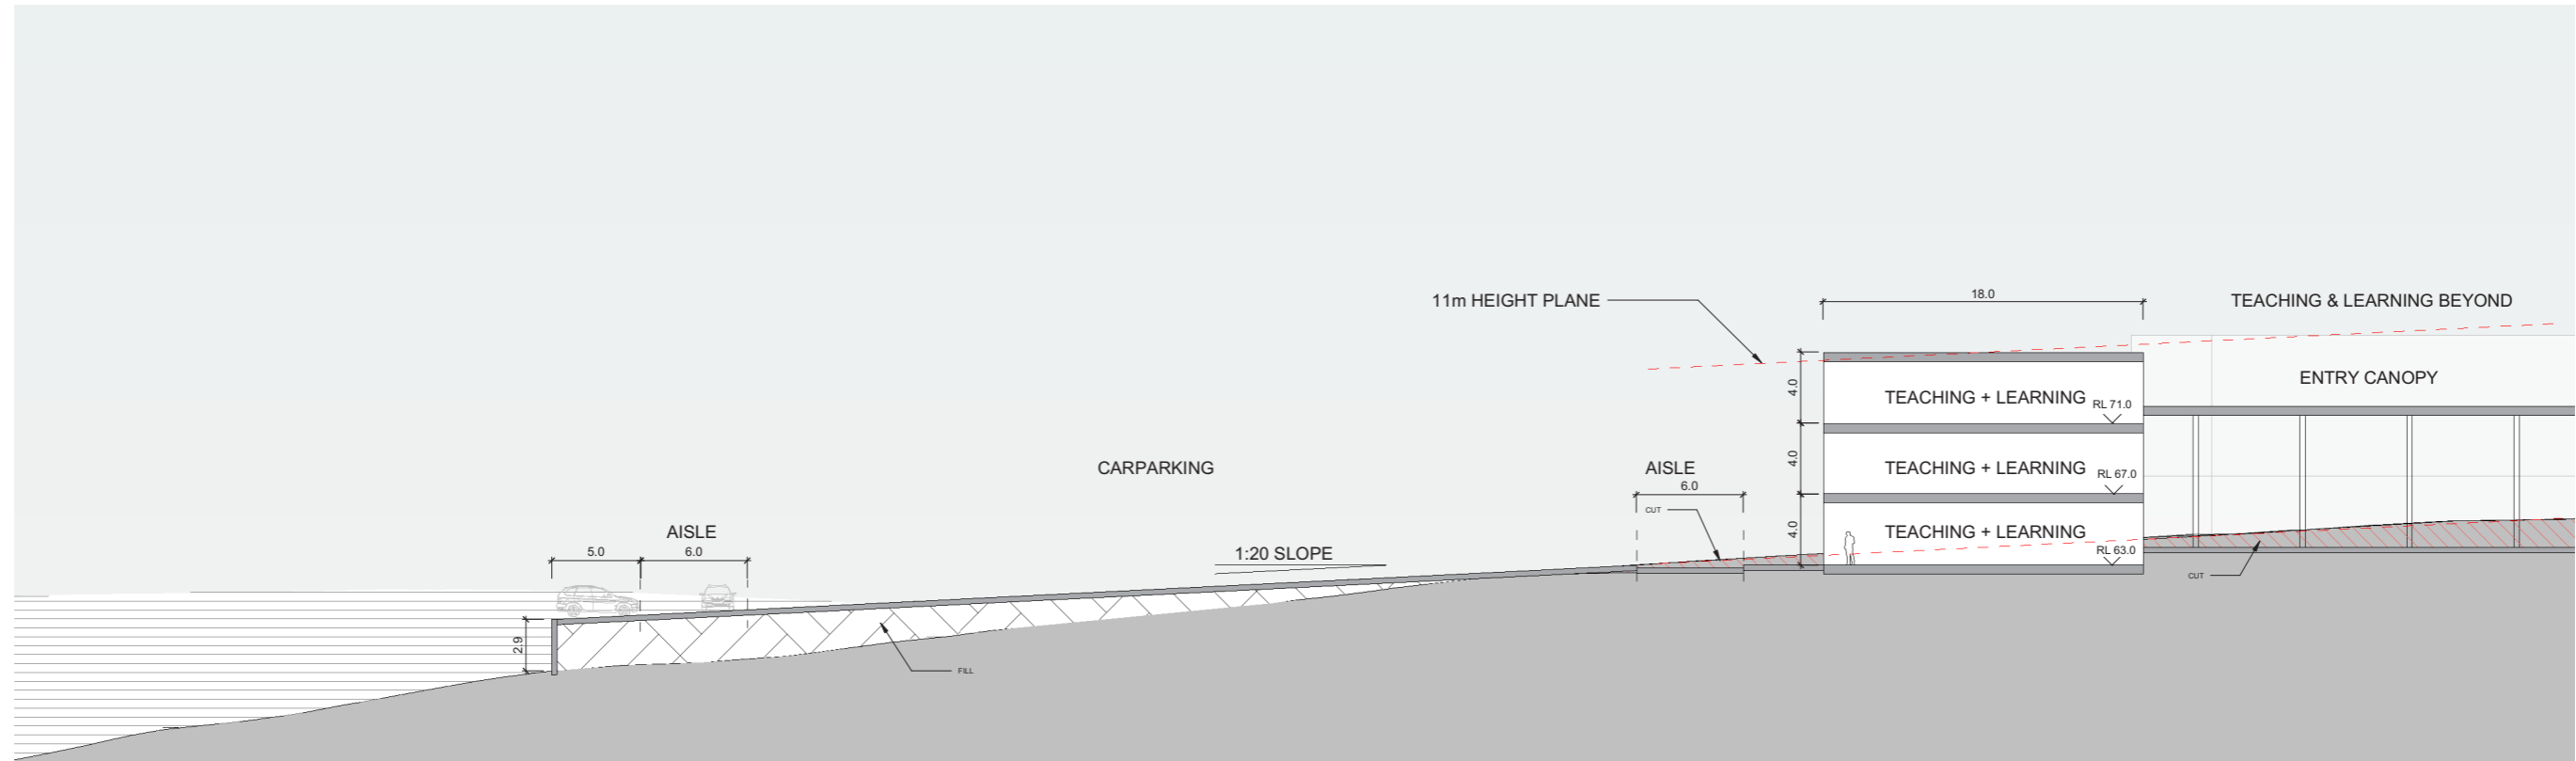 11m HEIGHT PLANE
18.0
TEACHING & LEARNING BEYOND
4.0
TEACHING + LEARNING
RL 71.0
ENTRY CANOPY
CARPARKING
4.0
TEACHING + LEARNING
RL 67.0
AISLE
6.0
CUT
4.0
TEACHING + LEARNING
RL 63.0
AISLE
5.0
6.0
1:20 SLOPE
CUT
2.9
FILL